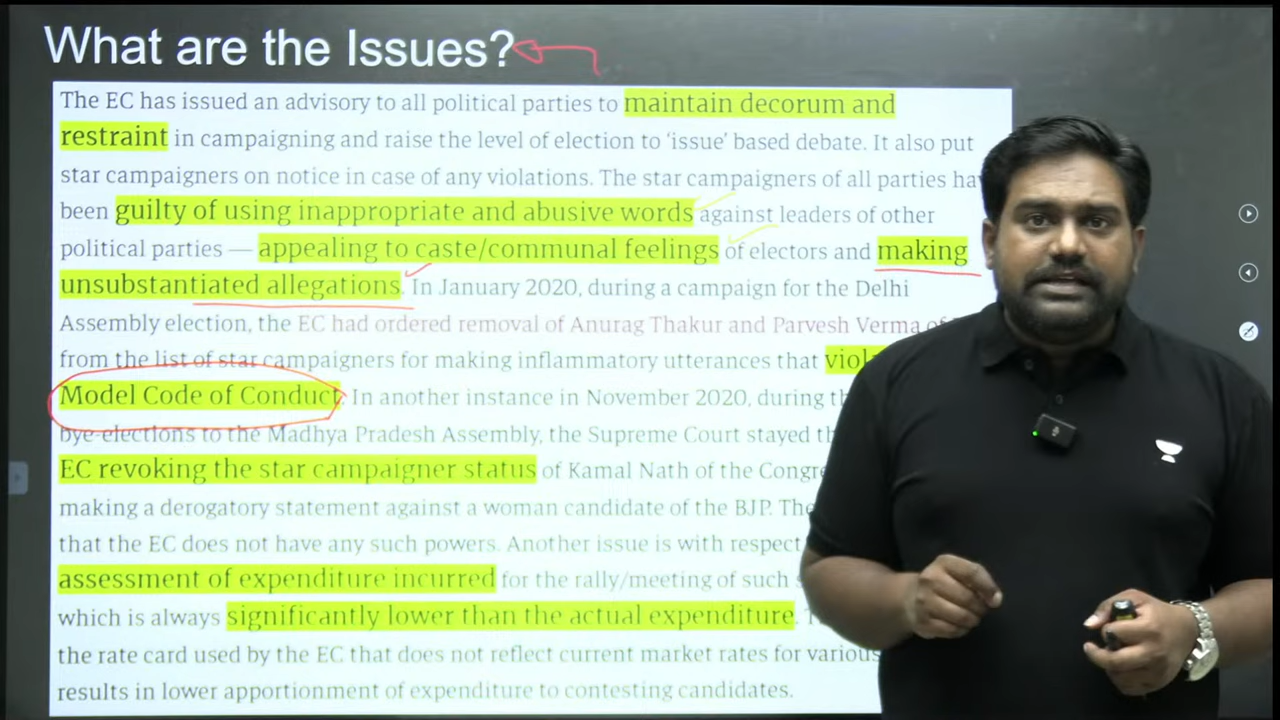 What are the Issues?
The EC has issued an advisory to all political parties to maintain decorum and
restraint in campaigning and raise the level of election to ‘issue’ based debate. It also put
star campaigners on notice in case of any violations. The star campaigners of all parties hav
been guilty of using inappropriate and abusive words against leaders of other
political parties — appealing to caste/communal feelings of electors and making
unsubstantiated allegations. In January 2020, during a campaign for the Delhi
Assembly election, the EC had ordered removal of Anurag Thakur and Parvesh Verma of
from the list of star campaigners for making inflammatory utterances that
Model Code of Conduct. In another instance in November 2020, during
bye-elections to the Madhya Pradesh Assembly, the Supreme Court stayed
EC revoking the star campaigner status of Kamal Nath of the
making a derogatory statement against a woman candidate of the BJP.
that the EC does not have any such powers. Another issue is with respect
assessment of expenditure incurred for the rally/meeting of such
which is always significantly lower than the actual expenditure.
the rate card used by the EC that does not reflect current market rates for various
results in lower apportionment of expenditure to contesting candidates.